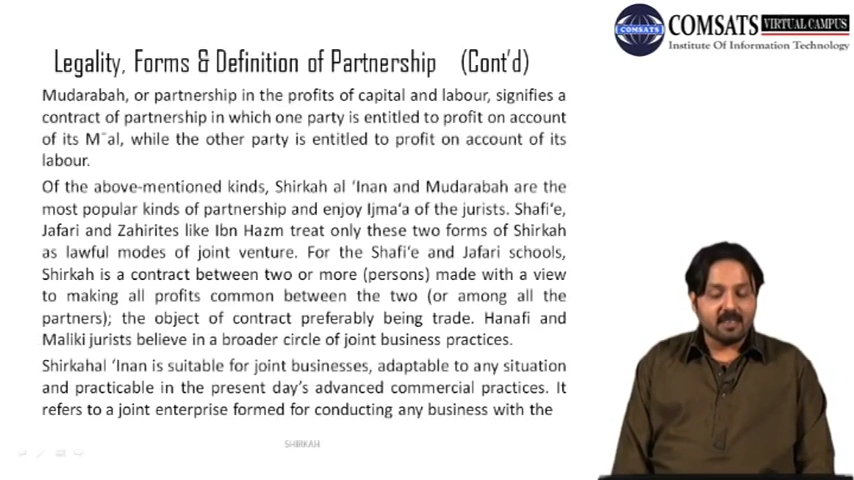 COMSATS VIRTUAL CAMPUS
COMSATS
Institute Of Information Technology
Legality, Forms & Definition of Partnership (Cont'd)
Mudarabah, or partnership in the profits of capital and labour, signifies a
contract of partnership in which one party is entitled to profit on account
of its M¯al, while the other party is entitled to profit on account of its
labour.
Of the above-mentioned kinds, Shirkah al ‘Inan and Mudarabah are the
most popular kinds of partnership and enjoy Ijma‘a of the jurists. Shafi‘e,
Jafari and Zahirites like Ibn Hazm treat only these two forms of Shirkah
as lawful modes of joint venture. For the Shafi‘e and Jafari schools,
Shirkah is a contract between two or more (persons) made with a view
to making all profits common between the two (or among all the
partners); the object of contract preferably being trade. Hanafi and
Maliki jurists believe in a broader circle of joint business practices.
Shirkahal ‘Inan is suitable for joint businesses, adaptable to any situation
and practicable in the present day’s advanced commercial practices. It
refers to a joint enterprise formed for conducting any business with the
SHIRKAH